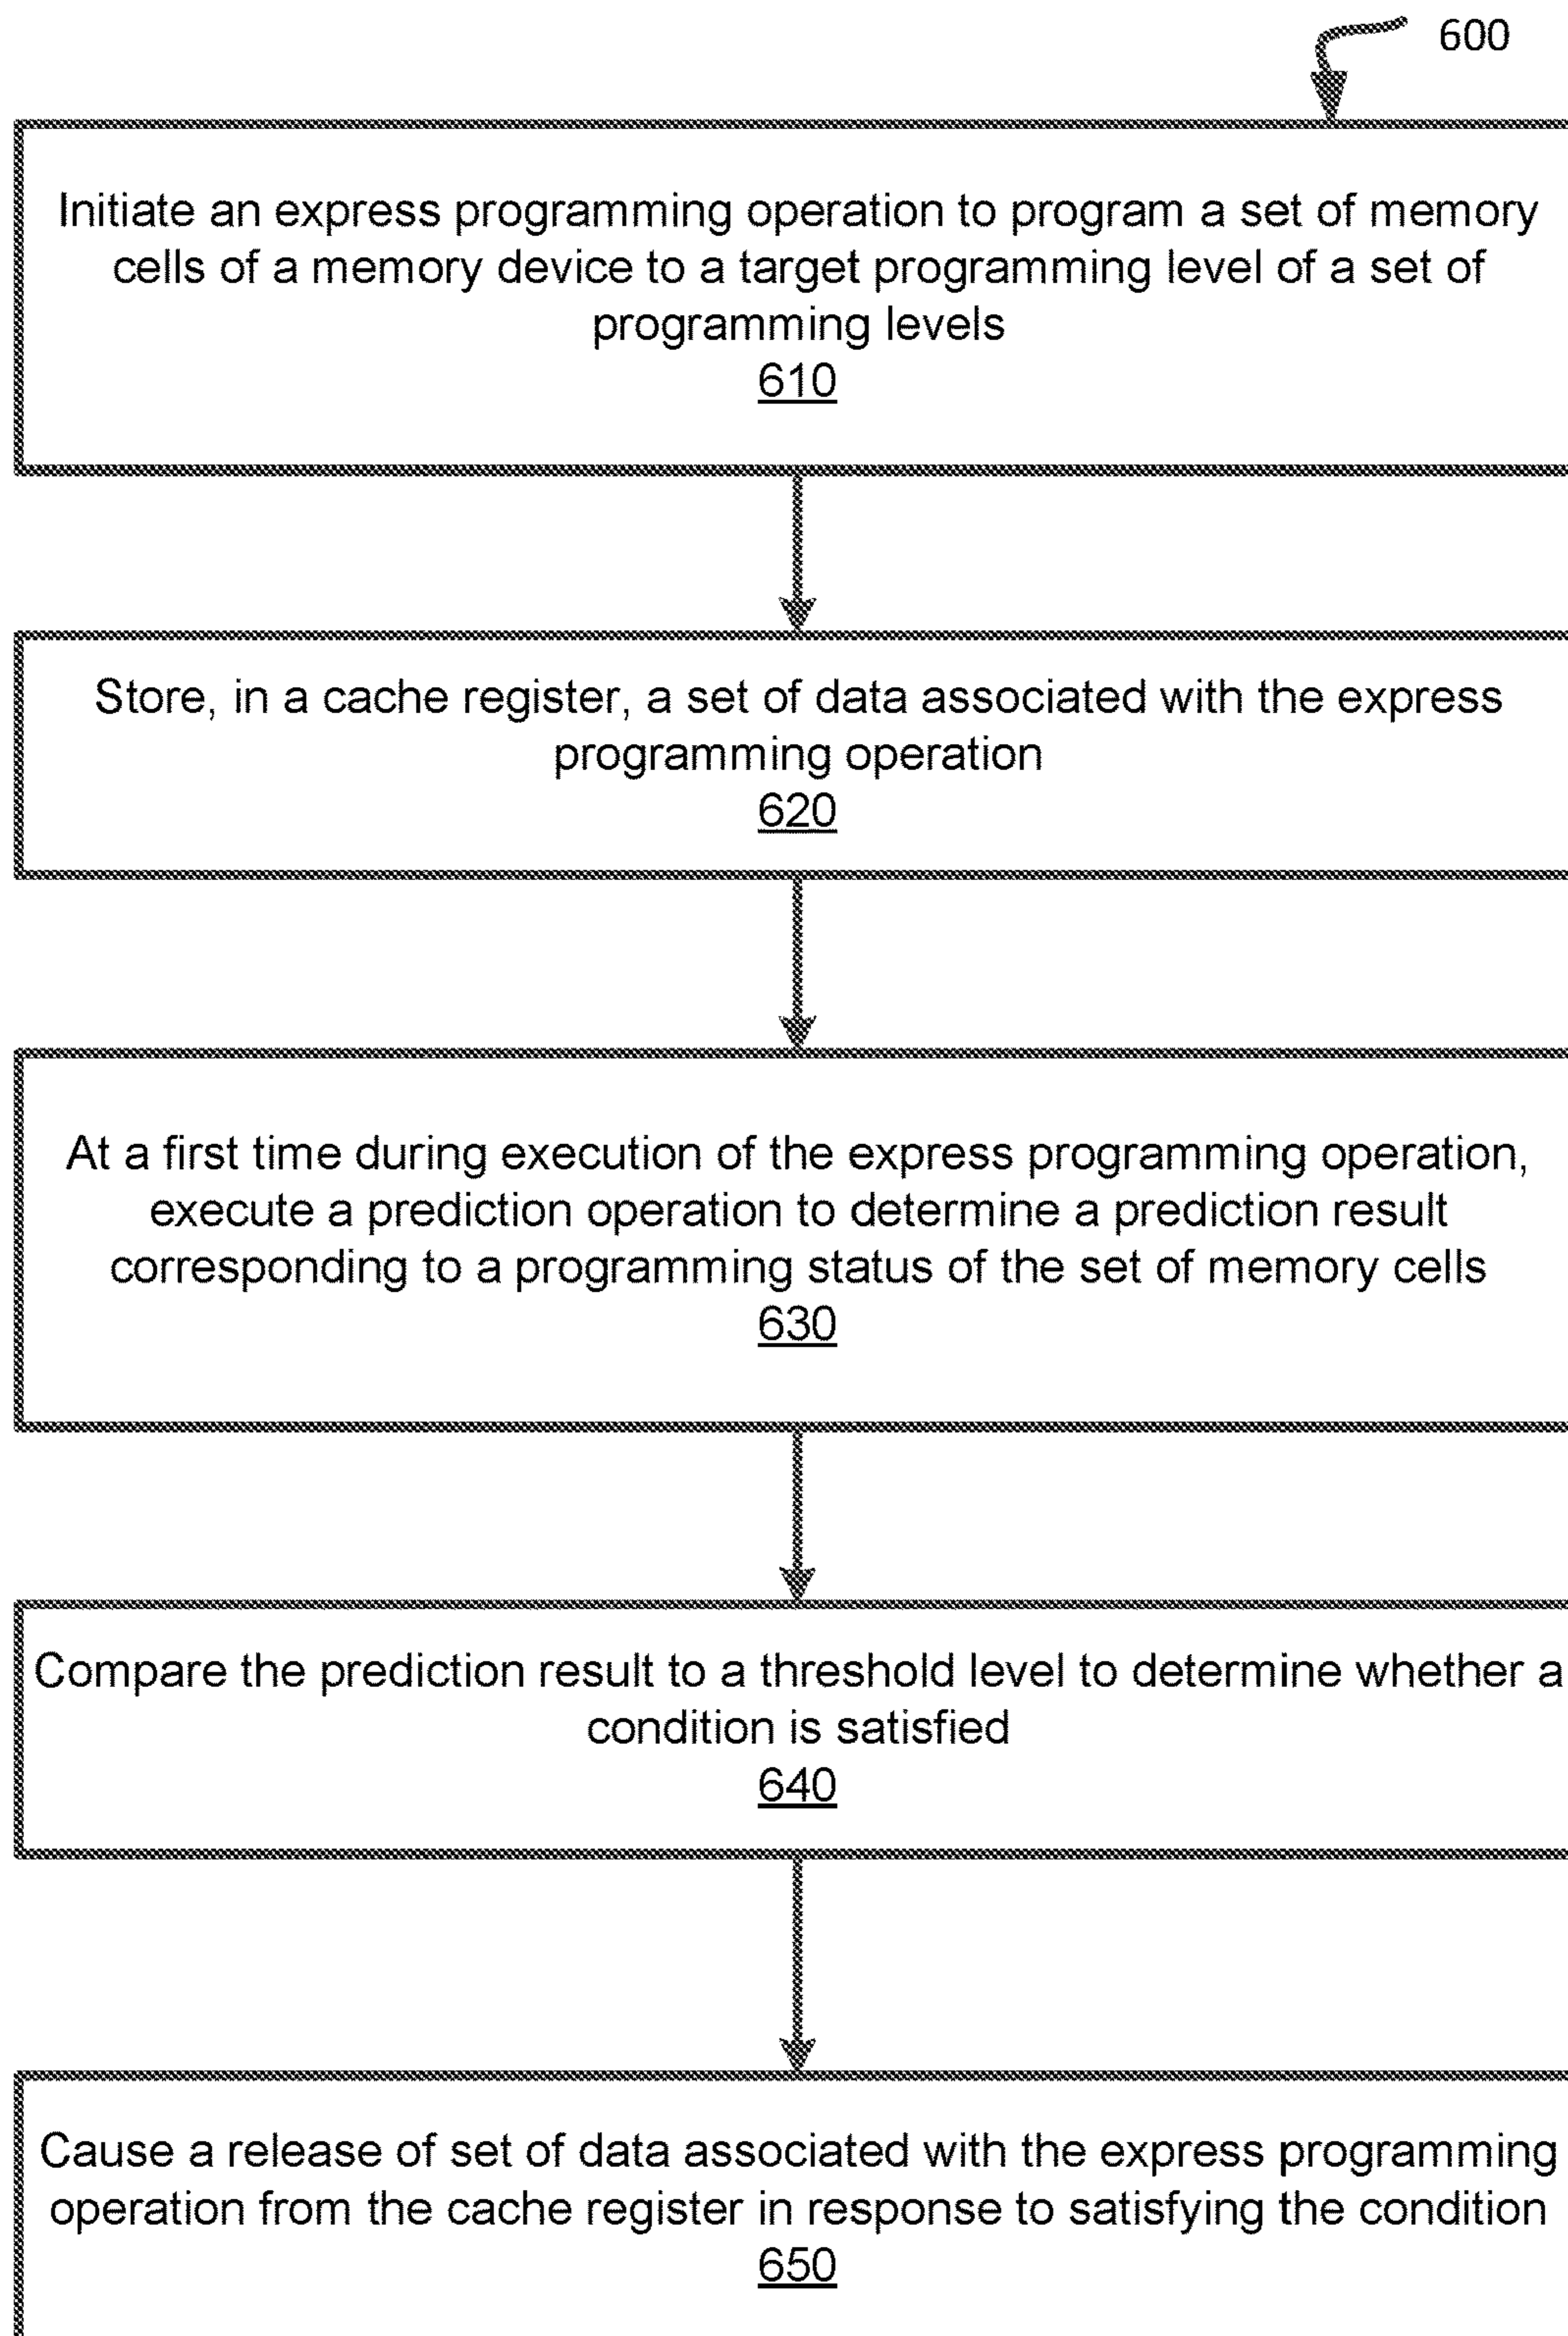 600
Initiate an express programming operation to program a set of memory
cells of a memory device to a target programming level of a set of
programming levels
610
Store, in a cache register, a set of data associated with the express
programming operation
620
At a first time during execution of the express programming operation,
execute a prediction operation to determine a prediction result
corresponding to a programming status of the set of memory cells
630
Compare the prediction result to a threshold level to determine whether a
condition is satisfied
640
Cause a release of set of data associated with the express programming
operation from the cache register in response to satisfying the condition
650